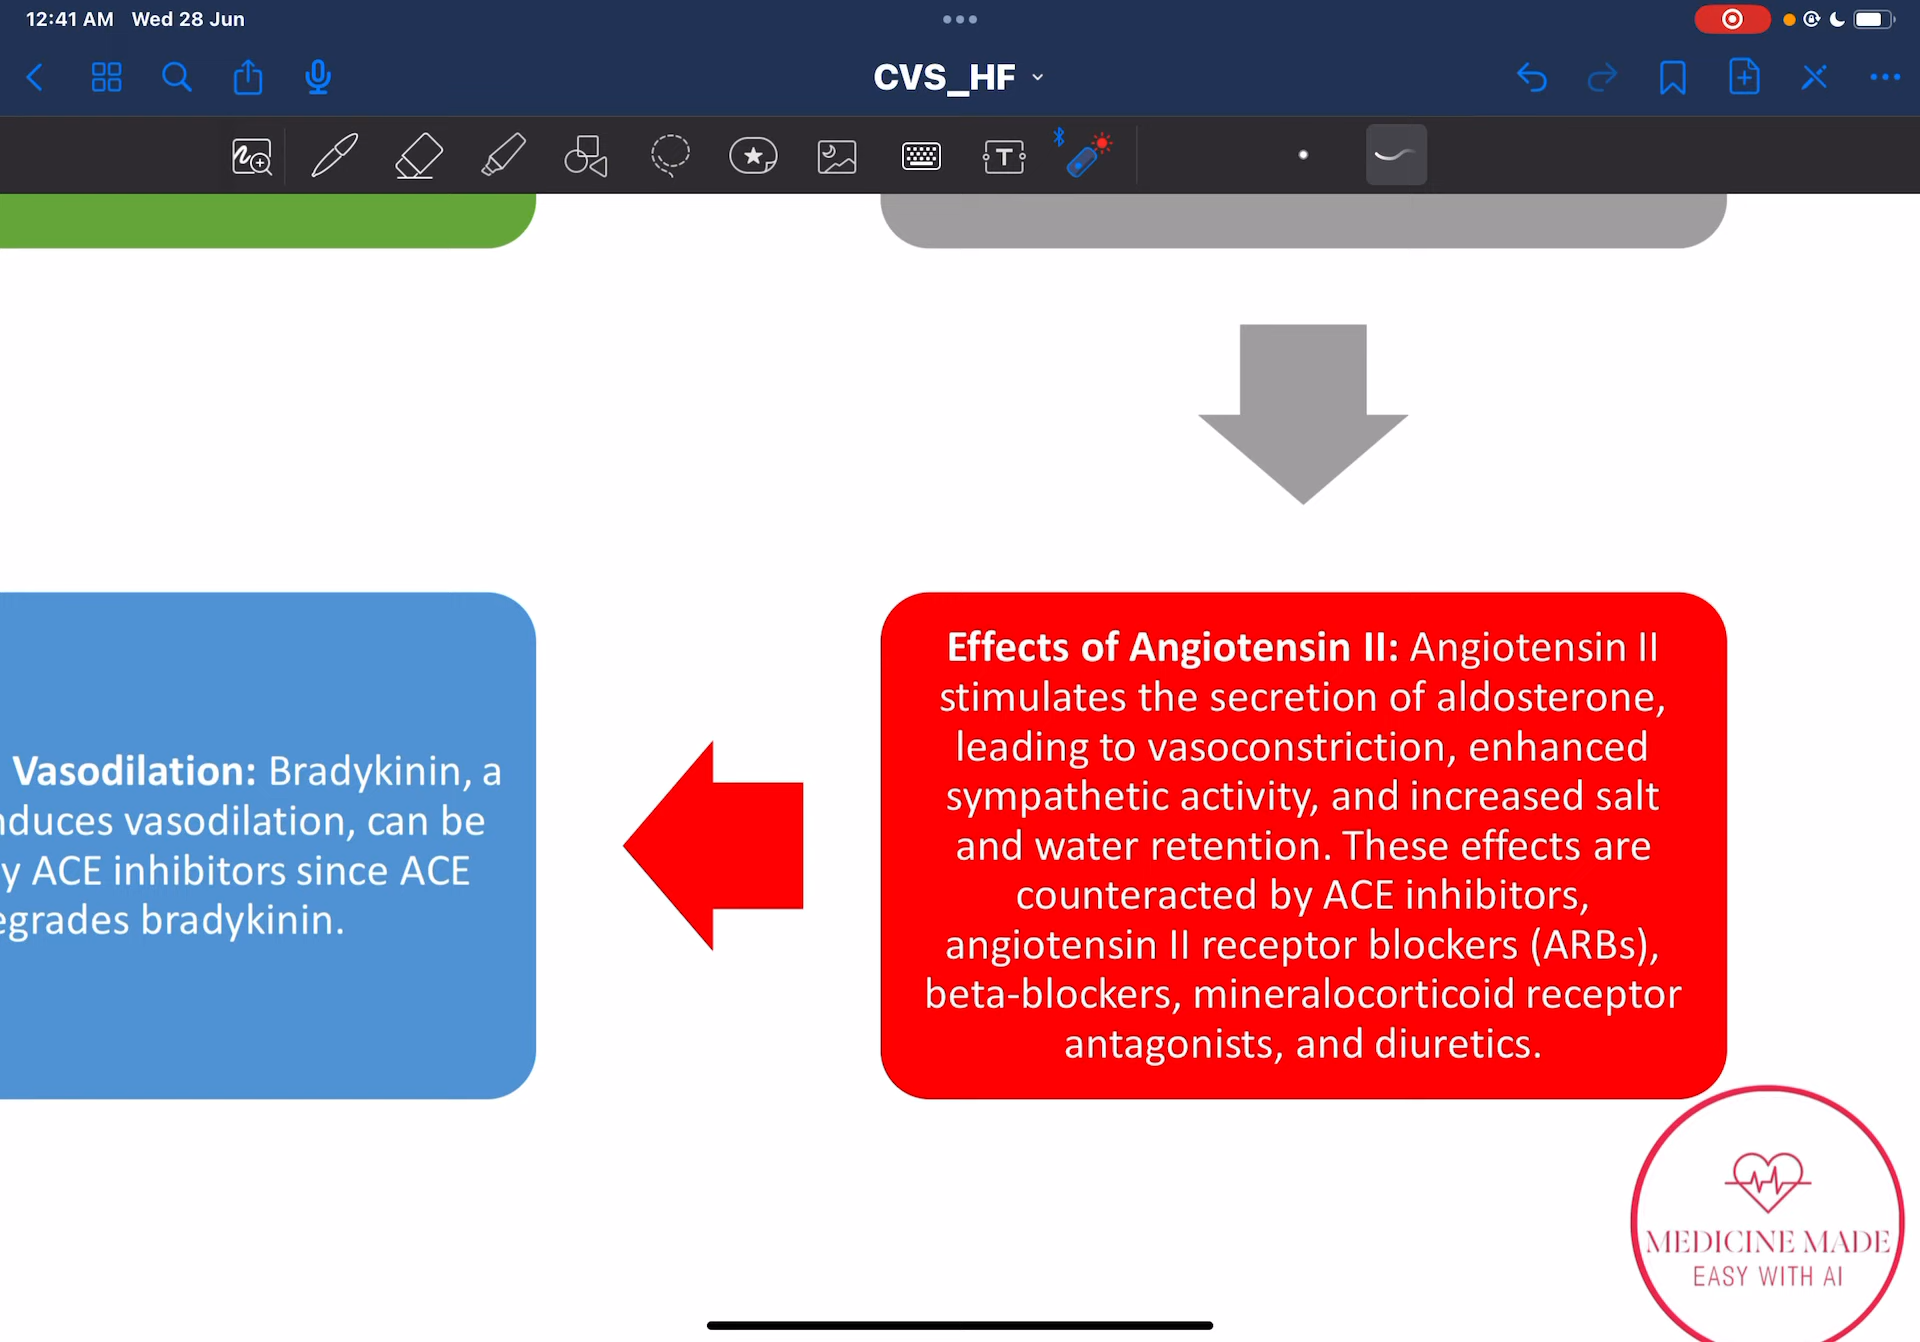 12:41 AM Wed 28 Jun
CVS_HF
T
Effects of Angiotensin II: Angiotensin II
stimulates the secretion of aldosterone,
leading to vasoconstriction, enhanced
sympathetic activity, and increased salt
and water retention. These effects are
counteracted by ACE inhibitors,
angiotensin II receptor blockers (ARBs),
beta-blockers, mineralocorticoid receptor
antagonists, and diuretics.
Vasodilation: Bradykinin, a
nduces vasodilation, can be
y ACE inhibitors since ACE
egrades bradykinin.
MEDICINE MADE
EASY WITH AI